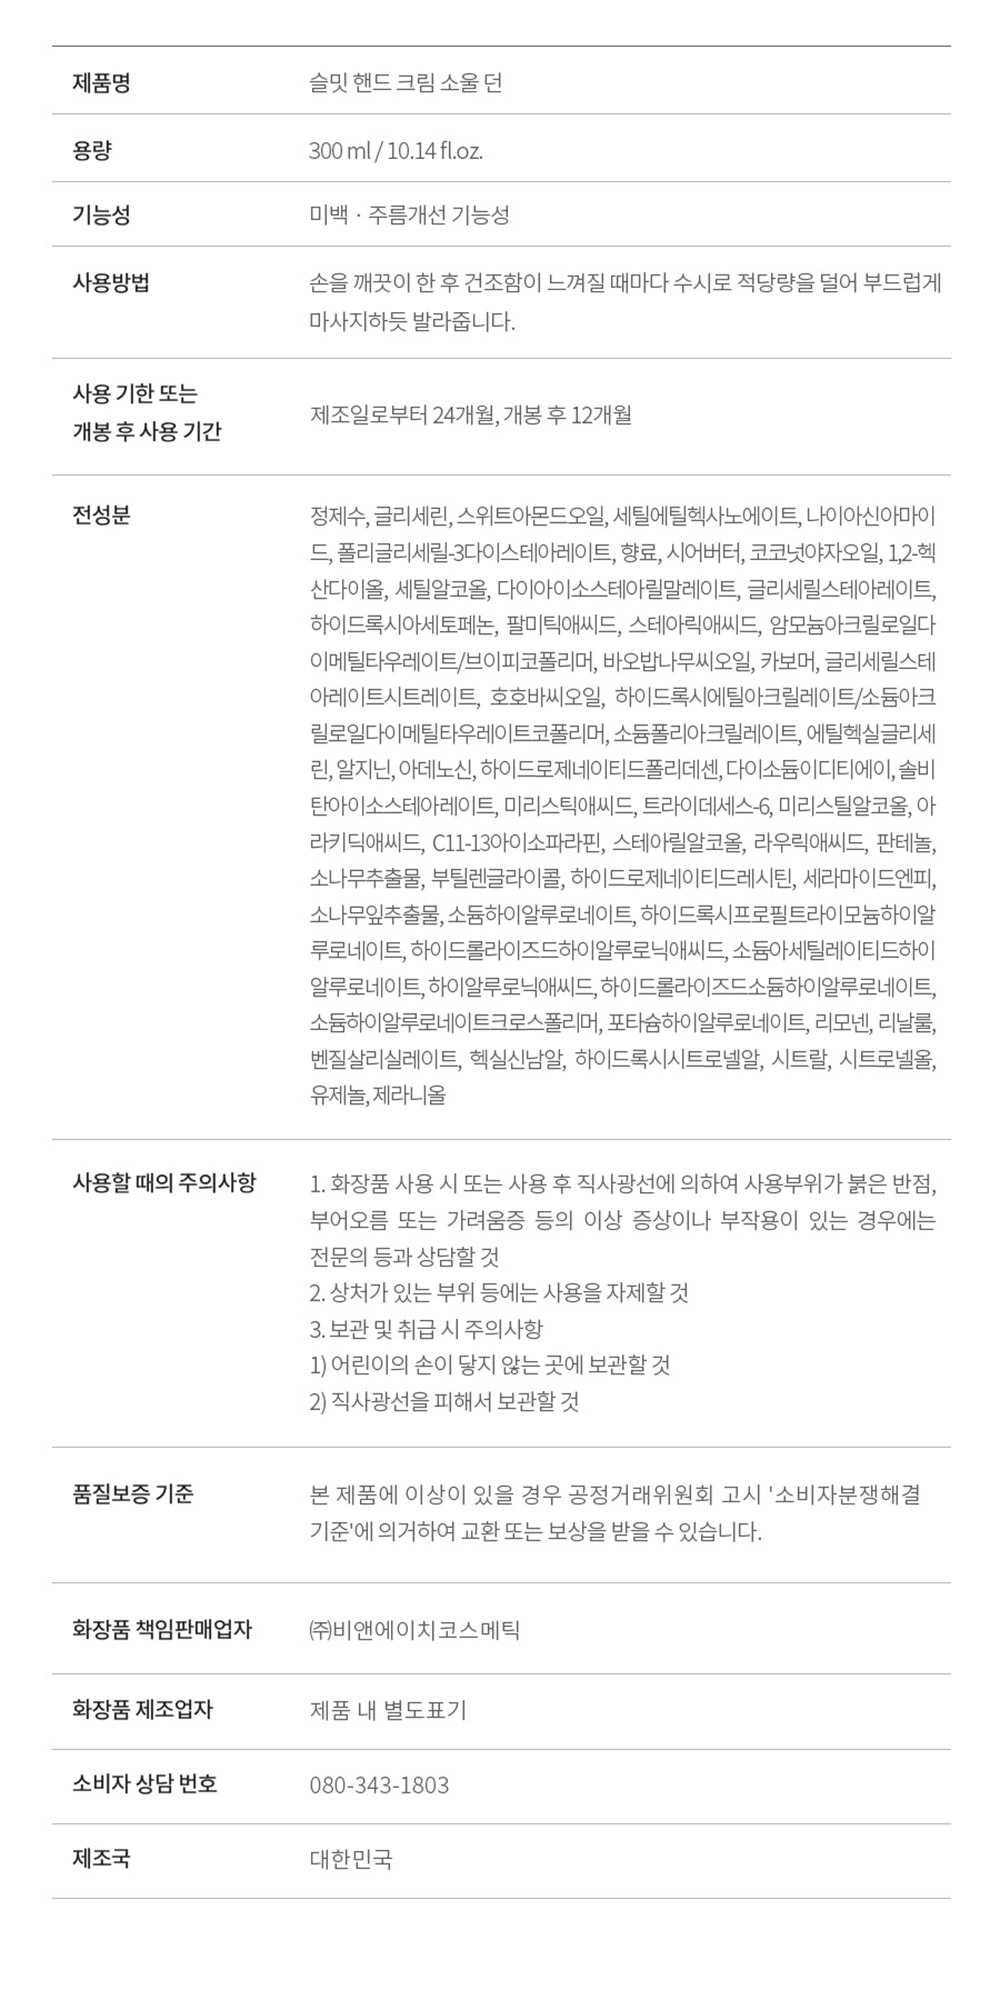 제품명 슬밋 핸드 크림 소울 던
용량 300 ml / 10.14 fl.oz.
기능성 미백 · 주름개선 기능성
사용방법 손을 깨끗이 한 후 건조함이 느껴질 때마다 수시로 적당량을 덜어 부드럽게
마사지하듯 발라줍니다.
사용 기한 또는
개봉 후 사용 기간 제조일로부터 24개월, 개봉 후 12개월
전성분 정제수, 글리세린, 스위트아몬드오일, 세틸에틸헥사노에이트, 나이아신아마이
드, 폴리글리세릴-3다이스테아레이트, 향료, 시어버터, 코코넛야자오일, 1,2-헥
산다이올, 세틸알코올, 다이아이소스테아릴말레이트, 글리세릴스테아레이트,
하이드록시아세토페논, 팔미틱애씨드, 스테아릭애씨드, 암모늄아크릴로일다
이메틸타우레이트/브이피코폴리머, 바오밥나무씨오일, 카보머, 글리세릴스테
아레이트시트레이트, 호호바씨오일, 하이드록시에틸아크릴레이트/소듐아크
릴로일다이메틸타우레이트코폴리머, 소듐폴리아크릴레이트, 에틸헥실글리세
린, 알지닌, 아데노신, 하이드로제네이티드폴리데센, 다이소듐이디티에이, 솔비
탄아이소스테아레이트, 미리스틱애씨드, 트라이데세스-6, 미리스틸알코올, 아
라키딕애씨드, C11-13아이소파라핀, 스테아릴알코올, 라우릭애씨드, 판테놀,
소나무추출물, 부틸렌글라이콜, 하이드로제네이티드레시틴, 세라마이드엔피,
소나무잎추출물, 소듐하이알루로네이트, 하이드록시프로필트라이모늄하이알
루로네이트, 하이드롤라이즈드하이알루로닉애씨드, 소듐아세틸레이티드하이
알루로네이트, 하이알루로닉애씨드, 하이드롤라이즈드소듐하이알루로네이트,
소듐하이알루로네이트크로스폴리머, 포타슘하이알루로네이트, 리모넨, 리날룰,
벤질살리실레이트, 헥실신남알, 하이드록시시트로넬알, 시트랄, 시트로넬올,
유제놀, 제라니올
사용할 때의 주의사항 1. 화장품 사용 시 또는 사용 후 직사광선에 의하여 사용부위가 붉은 반점,
부어오름 또는 가려움증 등의 이상 증상이나 부작용이 있는 경우에는
전문의 등과 상담할 것
2. 상처가 있는 부위 등에는 사용을 자제할 것
3. 보관 및 취급 시 주의사항
1) 어린이의 손이 닿지 않는 곳에 보관할 것
2) 직사광선을 피해서 보관할 것
품질보증 기준 본 제품에 이상이 있을 경우 공정거래위원회 고시 '소비자분쟁해결
기준'에 의거하여 교환 또는 보상을 받을 수 있습니다.
화장품 책임판매업자 ㈜비앤에이치코스메틱
화장품 제조업자 제품 내 별도표기
소비자 상담 번호 080-343-1803
제조국 대한민국